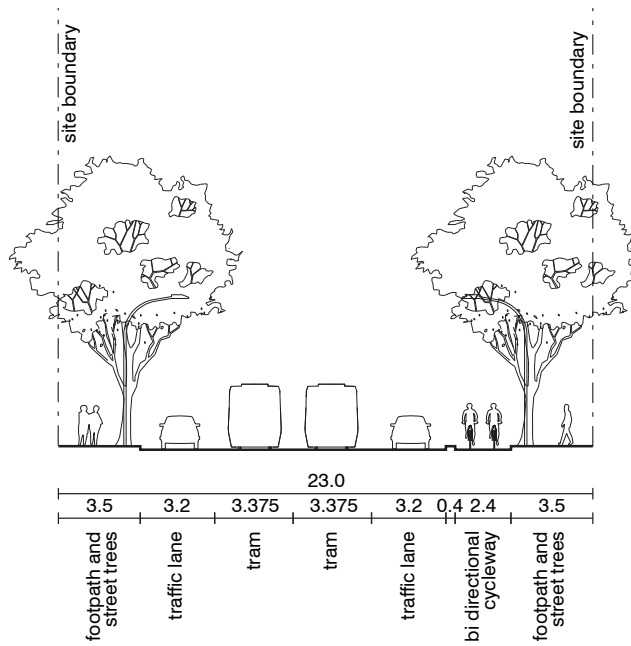 site boundary
site boundary
23.0
3.5 3.2 3.375 3.375 3.2 0.4 2.4 3.5
footpath and
street trees
traffic lane
tram
tram
traffic lane
bi directional
cycleway
footpath and
street trees